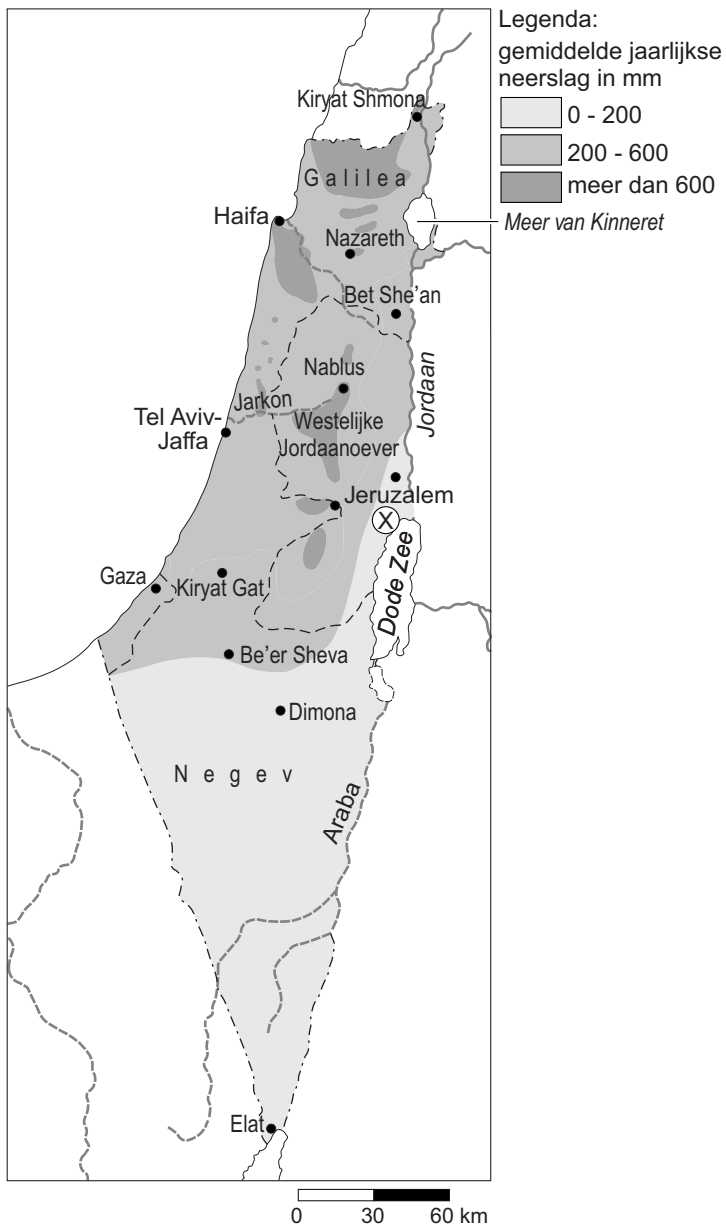 Legenda:
gemiddelde jaarlijkse
neerslag in mm
0 - 200
200 - 600
meer dan 600
Meer van Kinneret
Kiryat Shmona
Galilea
Haifa
Nazareth
Bet She'an
Nablus
Jordaan
Jarkon
Tel Aviv-
Jaffa
Westelijke
Jordaanoever
Jeruzalem
X
Dode Zee
Gaza
Kiryat Gat
Be'er Sheva
Dimona
Negev
Araba
Elat
0 30 60 km